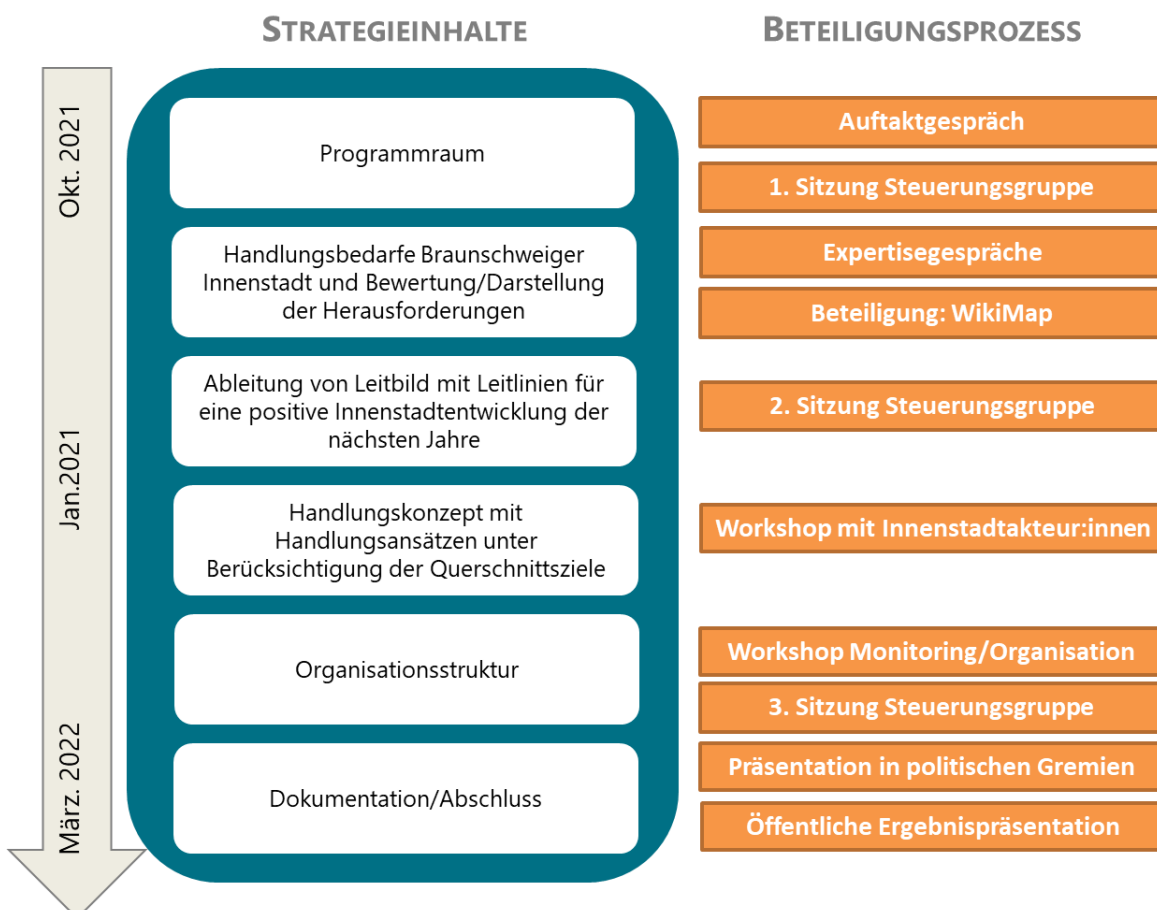 STRATEGIEINHALTE
BETEILIGUNGSPROZESS
Okt. 2021
Jan.2021
März. 2022
Programmraum
Handlungsbedarfe Braunschweiger
Innenstadt und Bewertung/Darstellung
der Herausforderungen
Ableitung von Leitbild mit Leitlinien für
eine positive Innenstadtentwicklung der
nächsten Jahre
Handlungskonzept mit
Handlungsansätzen unter
Berücksichtigung der Querschnittsziele
Organisationsstruktur
Dokumentation/Abschluss
Auftaktgespräch
1. Sitzung Steuerungsgruppe
Expertisegespräche
Beteiligung: WikiMap
2. Sitzung Steuerungsgruppe
Workshop mit Innenstadtakteur:innen
Workshop Monitoring/Organisation
3. Sitzung Steuerungsgruppe
Präsentation in politischen Gremien
Öffentliche Ergebnispräsentation